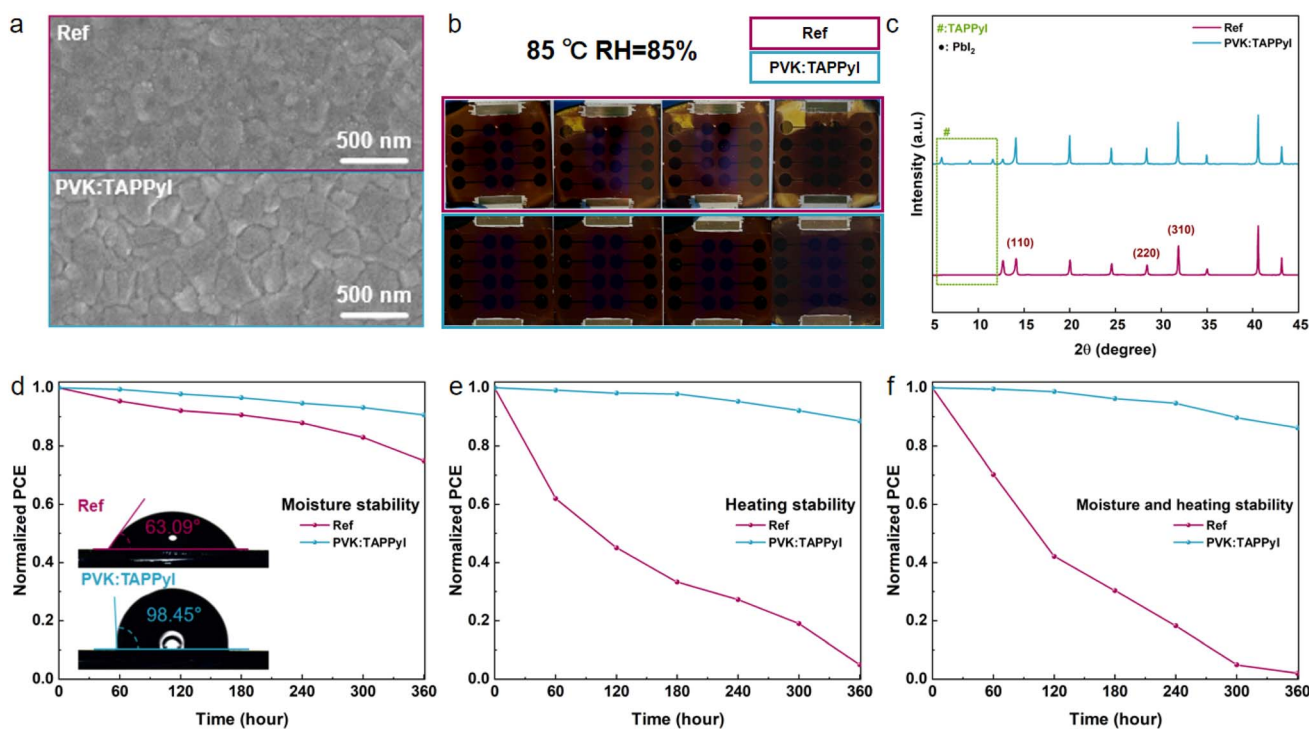 a
Ref
500 nm
PVK:TAPPyI
500 nm
b
85 ℃ RH=85%
Ref
PVK:TAPPyI
c
#:TAPPyI
●: PbI2
Ref
PVK:TAPPyI
#
(110)
(220)
(310)
Intensity (a.u.)
5 10 15 20 25 30 35 40 45
2θ (degree)
d
1.0
0.8
0.6
0.4
0.2
0.0
Normalized PCE
Moisture stability
Ref
PVK:TAPPyI
Ref
63.09°
PVK:TAPPyI
98.45°
0 60 120 180 240 300 360
Time (hour)
e
1.0
0.8
0.6
0.4
0.2
0.0
Normalized PCE
Heating stability
Ref
PVK:TAPPyI
0 60 120 180 240 300 360
Time (hour)
f
1.0
0.8
0.6
0.4
0.2
0.0
Normalized PCE
Moisture and heating stability
Ref
PVK:TAPPyI
0 60 120 180 240 300 360
Time (hour)